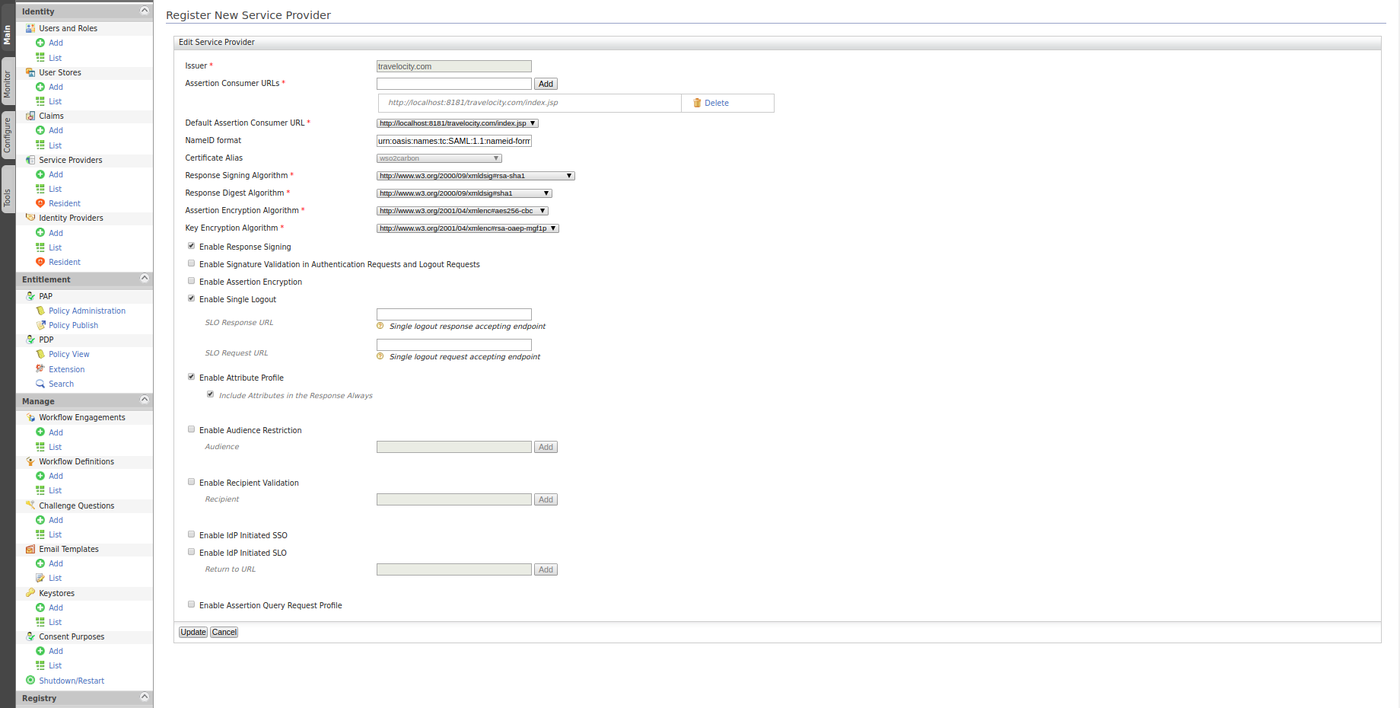 Main
Monitor
Configure
Tools
Identity
Users and Roles
Add
List
User Stores
Add
List
Claims
Add
List
Service Providers
Add
List
Resident
Identity Providers
Add
List
Resident
Entitlement
PAP
Policy Administration
Policy Publish
PDP
Policy View
Extension
Search
Manage
Workflow Engagements
Add
List
Workflow Definitions
Add
List
Challenge Questions
Add
List
Email Templates
Add
List
Keystores
Add
List
Consent Purposes
Add
List
Shutdown/Restart
Registry
Register New Service Provider
Edit Service Provider
Issuer * travelocity.com
Assertion Consumer URLs * Add
http://localhost:8181/travelocity.com/index.jsp Delete
Default Assertion Consumer URL * http://localhost:8181/travelocity.com/index.jsp
NameID format urn:oasis:names:tc:SAML:1.1:nameid-form
Certificate Alias wso2carbon
Response Signing Algorithm * http://www.w3.org/2000/09/xmldsig#rsa-sha1
Response Digest Algorithm * http://www.w3.org/2000/09/xmldsig#sha1
Assertion Encryption Algorithm * http://www.w3.org/2001/04/xmlenc#aes256-cbc
Key Encryption Algorithm * http://www.w3.org/2001/04/xmlenc#rsa-oaep-mgf1p
Enable Response Signing
Enable Signature Validation in Authentication Requests and Logout Requests
Enable Assertion Encryption
Enable Single Logout
SLO Response URL
Single logout response accepting endpoint
SLO Request URL
Single logout request accepting endpoint
Enable Attribute Profile
Include Attributes in the Response Always
Enable Audience Restriction
Audience Add
Enable Recipient Validation
Recipient Add
Enable IdP Initiated SSO
Enable IdP Initiated SLO
Return to URL Add
Enable Assertion Query Request Profile
Update Cancel